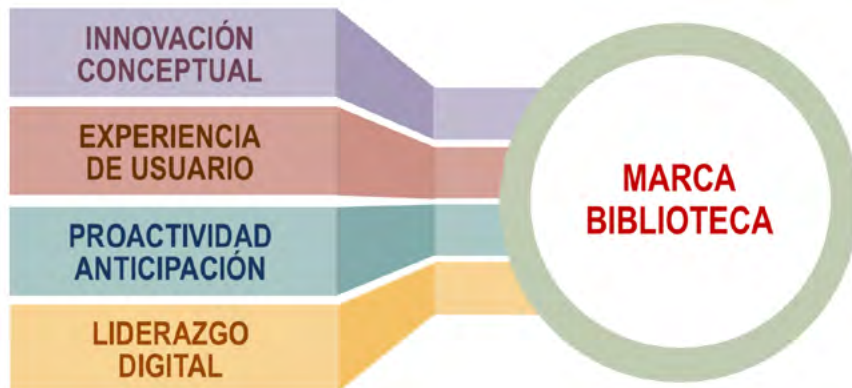 INNOVACIÓN
CONCEPTUAL
EXPERIENCIA
DE USUARIO
PROACTIVIDAD
ANTICIPACIÓN
LIDERAZGO
DIGITAL
MARCA
BIBLIOTECA